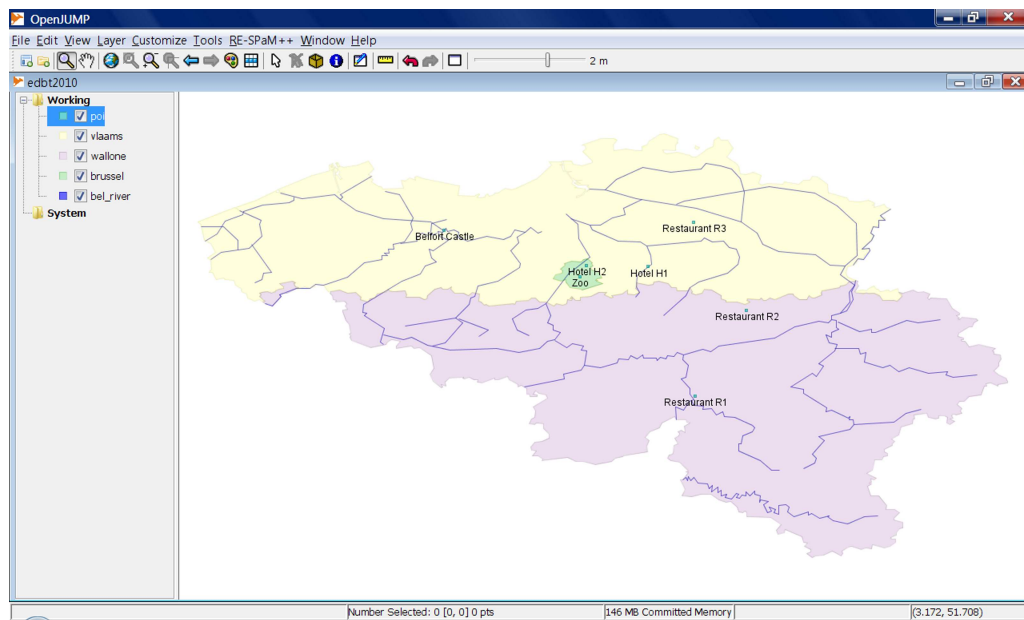 OpenJUMP
File Edit View Layer Customize Tools RE-SPaM++ Window Help
2 m
edbt2010
Working
poi
vlaams
wallone
brussel
bel_river
System
Belfort Castle
Restaurant R3
Hotel H2
Hotel H1
Zoo
Restaurant R2
Restaurant R1
Number Selected: 0 [0, 0] 0 pts
146 MB Committed Memory
(3.172, 51.708)